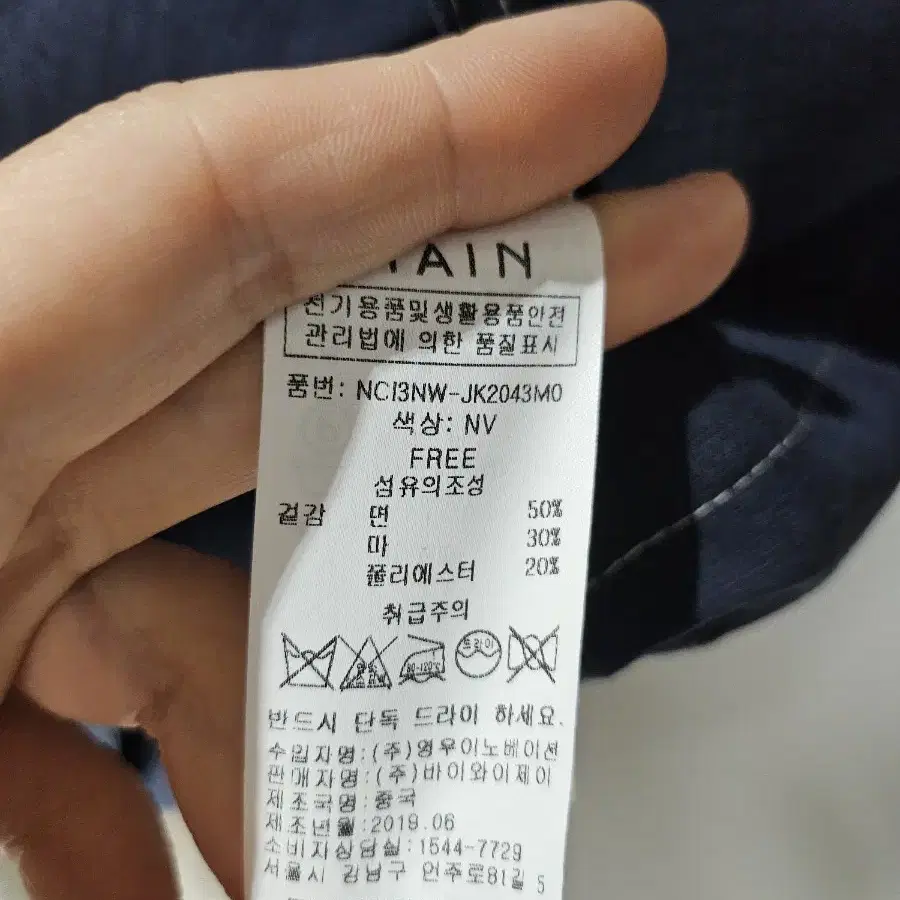 전기용품및생활용품안전
관리법에 의한 품질표시
품번: NCI3NW-JK2043M0
색상: NV
FREE
섬유의조성
겉감 면 50%
마 30%
폴리에스터 20%
취급주의
드라이
80-120℃
반드시 단독 드라이 하세요.
수입자명:(주)영우이노베이션
판매자명:(주)바이와이제이
제조국명:중국
제조년월:2019.06
소비자상담실:1544-7729
서울시 강남구 언주로81길 5